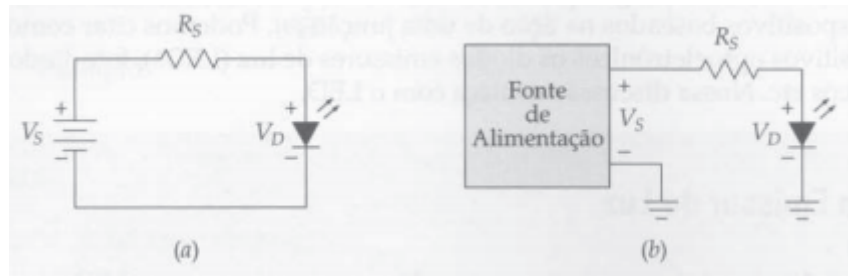 R_S
V_S
V_D
+
−
+
−
(a)
Fonte
de
Alimentação
R_S
+
V_S
−
+
V_D
−
(b)